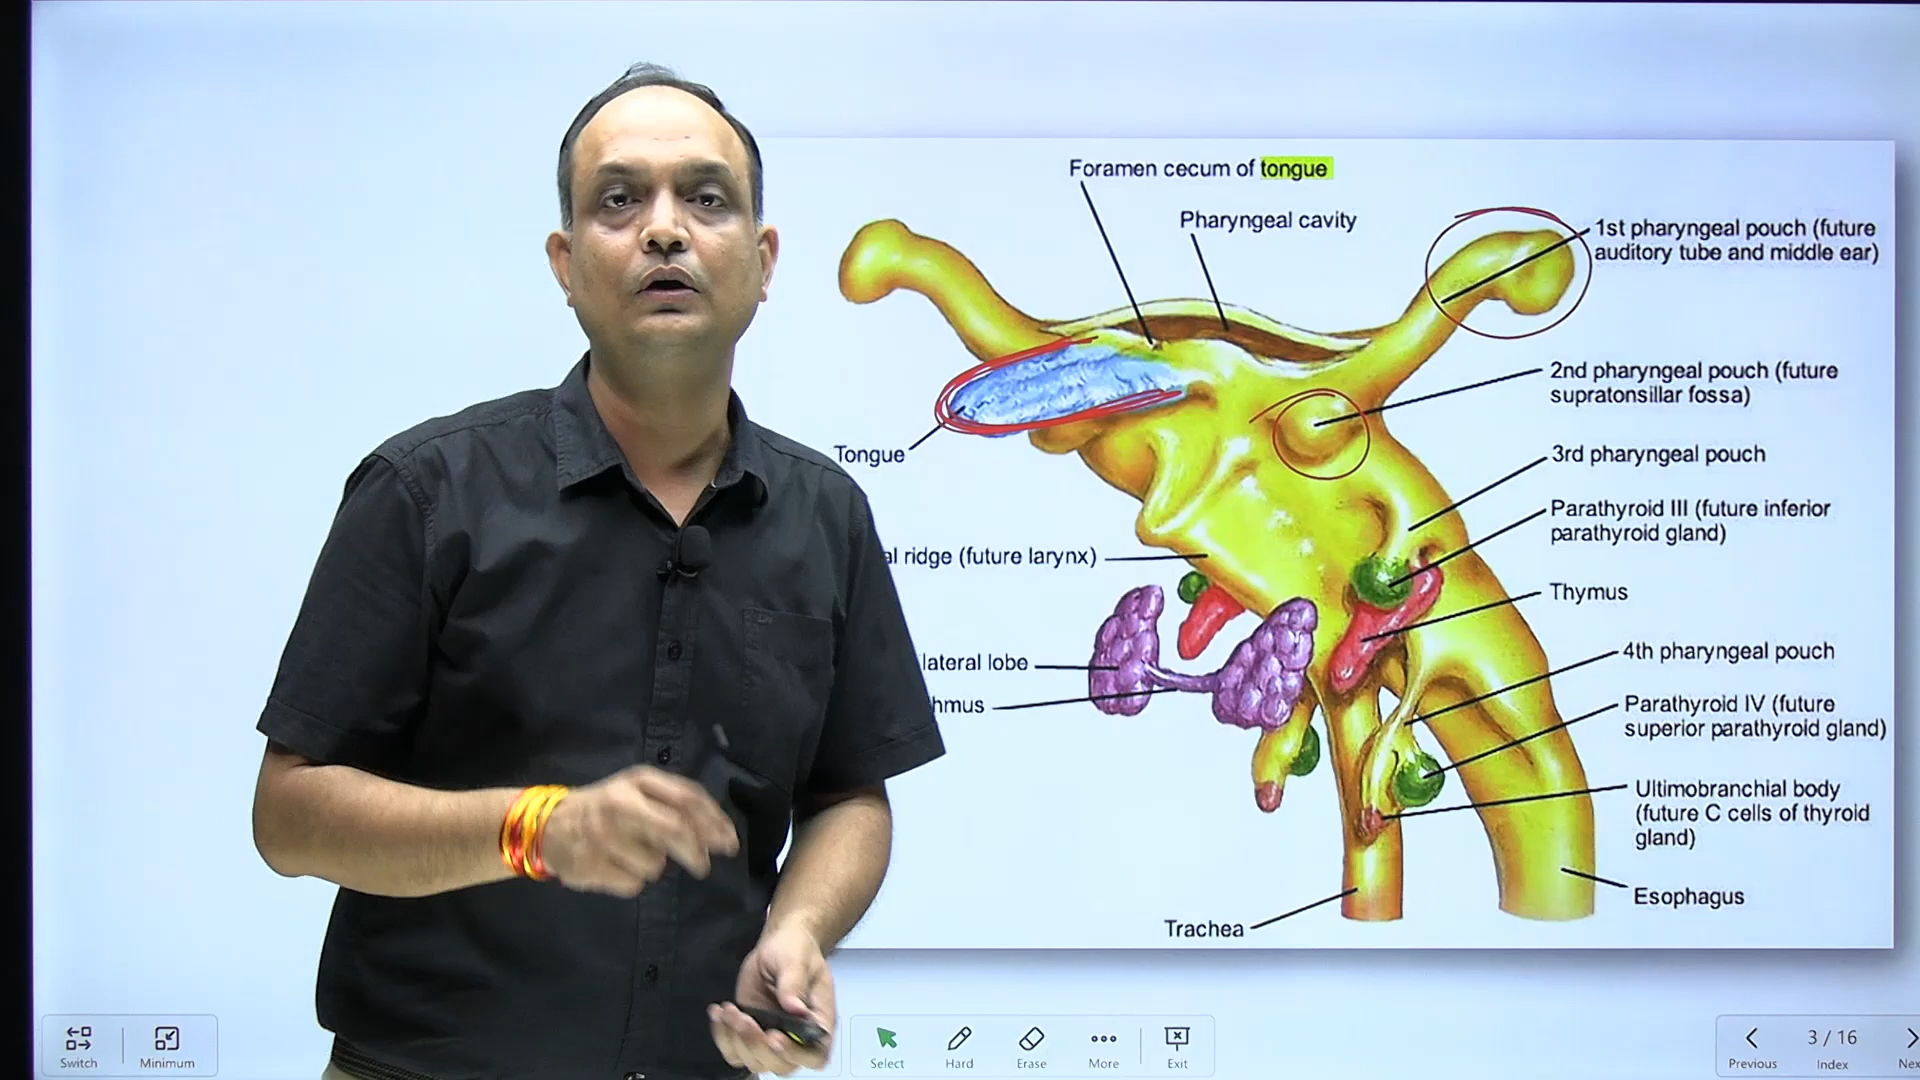 Foramen cecum of tongue
Pharyngeal cavity
1st pharyngeal pouch (future
auditory tube and middle ear)
2nd pharyngeal pouch (future
supratonsillar fossa)
Tongue
3rd pharyngeal pouch
Parathyroid III (future inferior
parathyroid gland)
ridge (future larynx)
Thymus
lateral lobe
4th pharyngeal pouch
Parathyroid IV (future
superior parathyroid gland)
Ultimobranchial body
(future C cells of thyroid
gland)
Esophagus
Trachea
Switch
Minimum
Select
Hard
Erase
More
Exit
Previous
3 / 16
Index